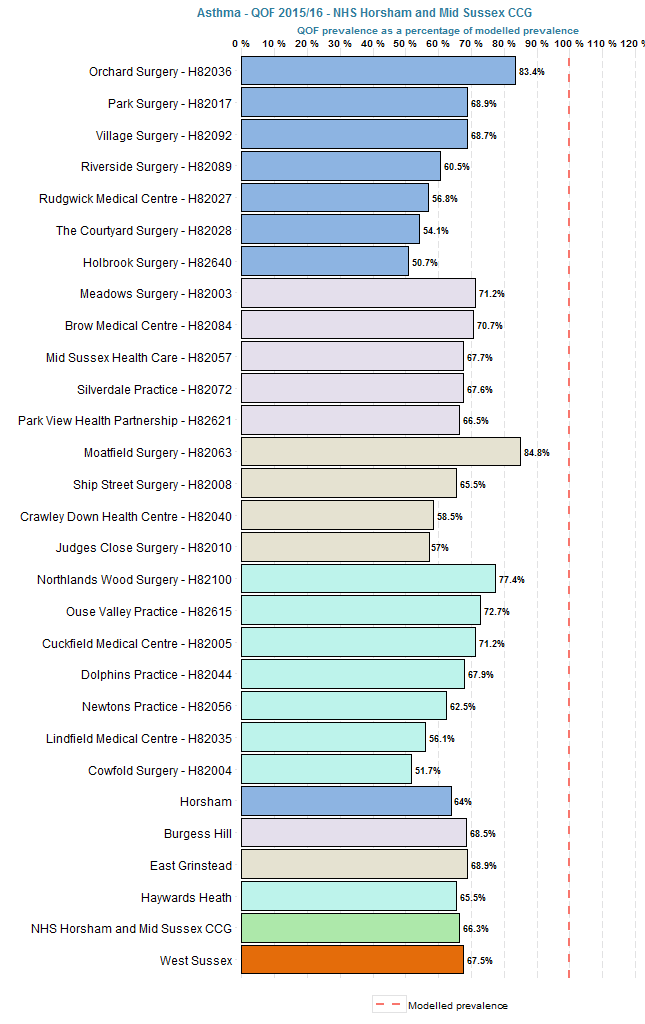 Asthma - QOF 2015/16 - NHS Horsham and Mid Sussex CCG
QOF prevalence as a percentage of modelled prevalence
0 % 10 % 20 % 30 % 40 % 50 % 60 % 70 % 80 % 90 % 100 % 110 % 120 %
Orchard Surgery - H82036 83.4%
Park Surgery - H82017 68.9%
Village Surgery - H82092 68.7%
Riverside Surgery - H82089 60.5%
Rudgwick Medical Centre - H82027 56.8%
The Courtyard Surgery - H82028 54.1%
Holbrook Surgery - H82640 50.7%
Meadows Surgery - H82003 71.2%
Brow Medical Centre - H82084 70.7%
Mid Sussex Health Care - H82057 67.7%
Silverdale Practice - H82072 67.6%
Park View Health Partnership - H82621 66.5%
Moatfield Surgery - H82063 84.8%
Ship Street Surgery - H82008 65.5%
Crawley Down Health Centre - H82040 58.5%
Judges Close Surgery - H82010 57%
Northlands Wood Surgery - H82100 77.4%
Ouse Valley Practice - H82615 72.7%
Cuckfield Medical Centre - H82005 71.2%
Dolphins Practice - H82044 67.9%
Newtons Practice - H82056 62.5%
Lindfield Medical Centre - H82035 56.1%
Cowfold Surgery - H82004 51.7%
Horsham 64%
Burgess Hill 68.5%
East Grinstead 68.9%
Haywards Heath 65.5%
NHS Horsham and Mid Sussex CCG 66.3%
West Sussex 67.5%
Modelled prevalence